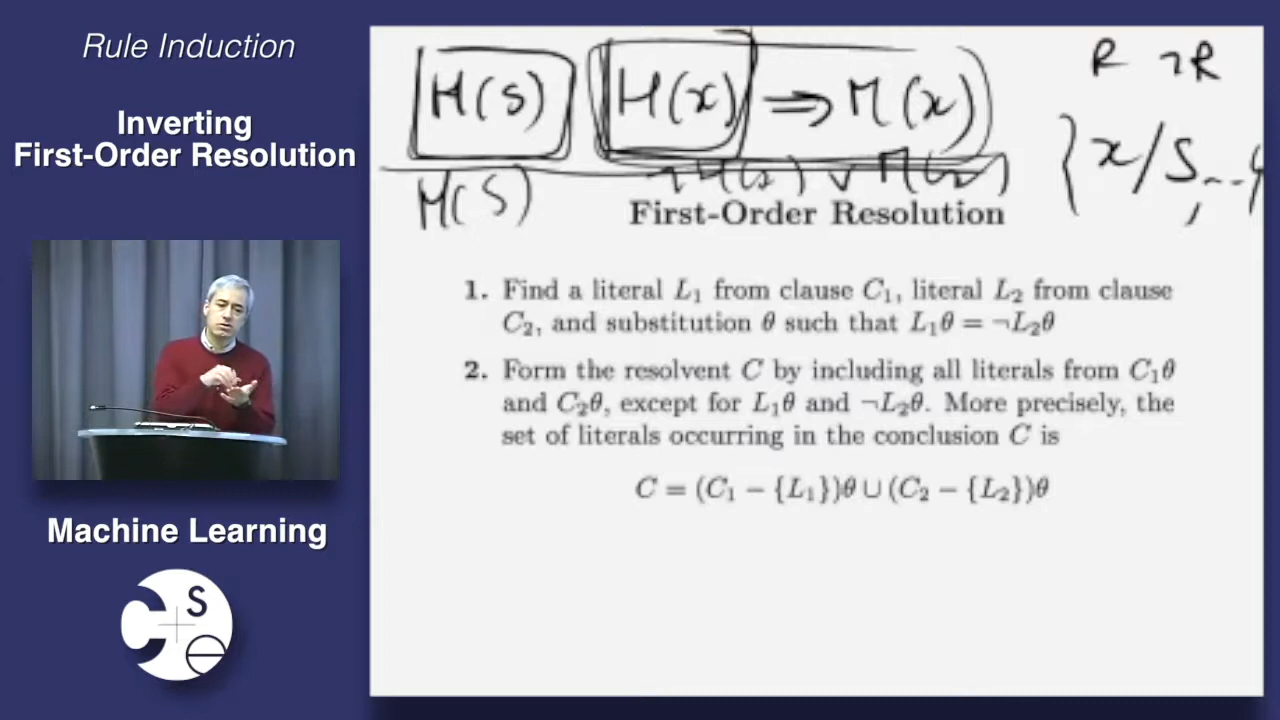 Rule Induction
Inverting
First-Order Resolution
Machine Learning
CSE
H(S) H(x) ⇒ M(x)
R ¬R
{x/S, ...}
M(S)
First-Order Resolution
1. Find a literal L₁ from clause C₁, literal L₂ from clause
C₂, and substitution θ such that L₁θ = ¬L₂θ
2. Form the resolvent C by including all literals from C₁θ
and C₂θ, except for L₁θ and ¬L₂θ. More precisely, the
set of literals occurring in the conclusion C is
C = (C₁ − {L₁})θ ∪ (C₂ − {L₂})θ